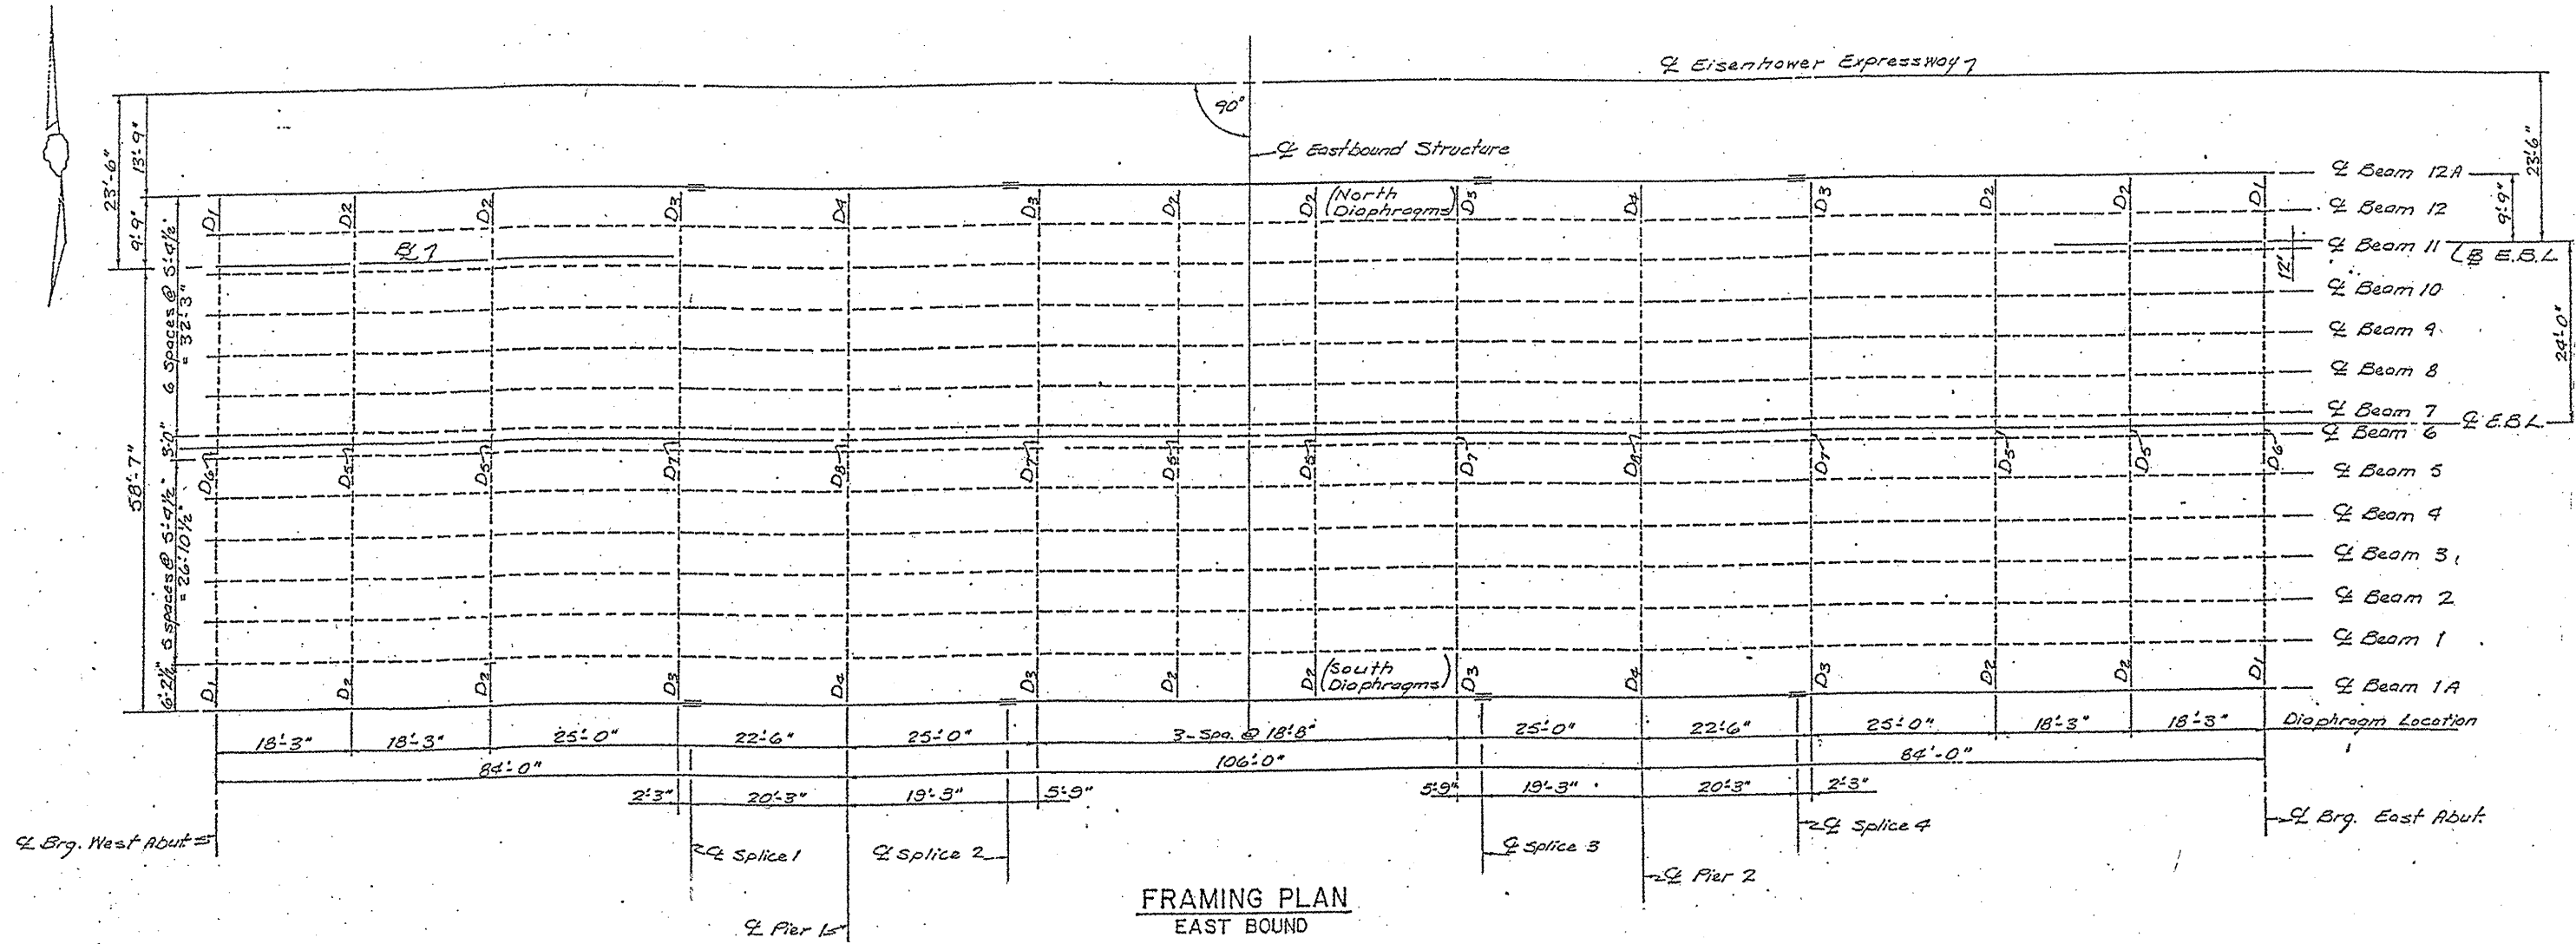 ℄ Eisenhower Expressway
90°
℄ Eastbound Structure
23'-6"
13'-9"
9'-9"
23'-6"
9'-9"
D1 D2 D2 D3 D4 D3 D2 D2 (North Diaphragms) D3 D4 D3 D2 D2 D1
℄ Beam 12A
℄ Beam 12
℄ Beam 11
B E.B.L.
12"
℄ Beam 10
℄ Beam 9
℄ Beam 8
℄ Beam 7
℄ E.B.L.
℄ Beam 6
℄ Beam 5
℄ Beam 4
℄ Beam 3
℄ Beam 2
℄ Beam 1
℄ Beam 1A
24'-0"
6 Spaces @ 5'-4½"
= 32'-3"
3'-0"
58'-7"
5 spaces @ 5'-4½"
= 26'-10½"
6'-2½"
D6 D5 D5 D7 D8 D7 D5 D5 D7 D8 D7 D5 D5 D6
D1 D2 D2 D3 D4 D3 D2 D2 (South Diaphragms) D3 D4 D3 D2 D2 D1
18'-3" 18'-3" 25'-0" 22'-6" 25'-0" 3-Spa. @ 18'-8" 25'-0" 22'-6" 25'-0" 18'-3" 18'-3" Diaphragm Location
84'-0" 106'-0" 84'-0"
2'-3" 20'-3" 19'-3" 5'-9" 5'-9" 19'-3" 20'-3" 2'-3"
℄ Brg. West Abut.
℄ Splice 1
℄ Splice 2
℄ Splice 3
℄ Splice 4
℄ Brg. East Abut.
℄ Pier 1
℄ Pier 2
FRAMING PLAN
EAST BOUND